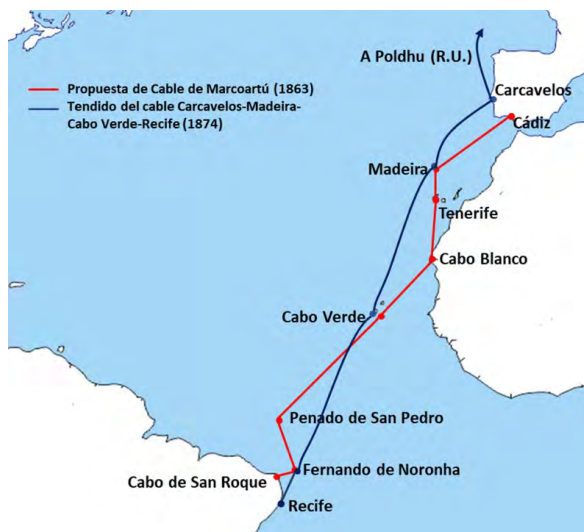 A Poldhu (R.U.)
Propuesta de Cable de Marcoartú (1863)
Tendido del cable Carcavelos-Madeira-
Cabo Verde-Recife (1874)
Carcavelos
Cádiz
Madeira
Tenerife
Cabo Blanco
Cabo Verde
Penado de San Pedro
Fernando de Noronha
Cabo de San Roque
Recife